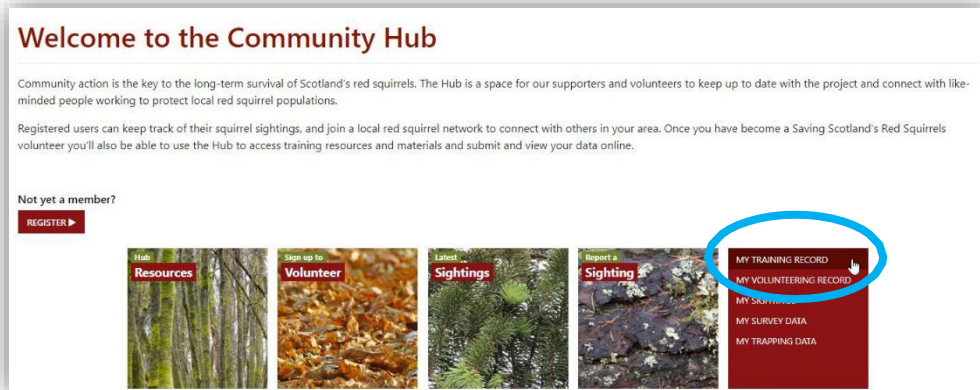 Welcome to the Community Hub
Community action is the key to the long-term survival of Scotland's red squirrels. The Hub is a space for our supporters and volunteers to keep up to date with the project and connect with like-
minded people working to protect local red squirrel populations.
Registered users can keep track of their squirrel sightings, and join a local red squirrel network to connect with others in your area. Once you have become a Saving Scotland's Red Squirrels
volunteer you'll also be able to use the Hub to access training resources and materials and submit and view your data online.
Not yet a member?
REGISTER
Hub
Resources
Sign up to
Volunteer
Latest
Sightings
Report a
Sighting
MY TRAINING RECORD
MY VOLUNTEERING RECORD
MY SIGHTINGS
MY SURVEY DATA
MY TRAPPING DATA